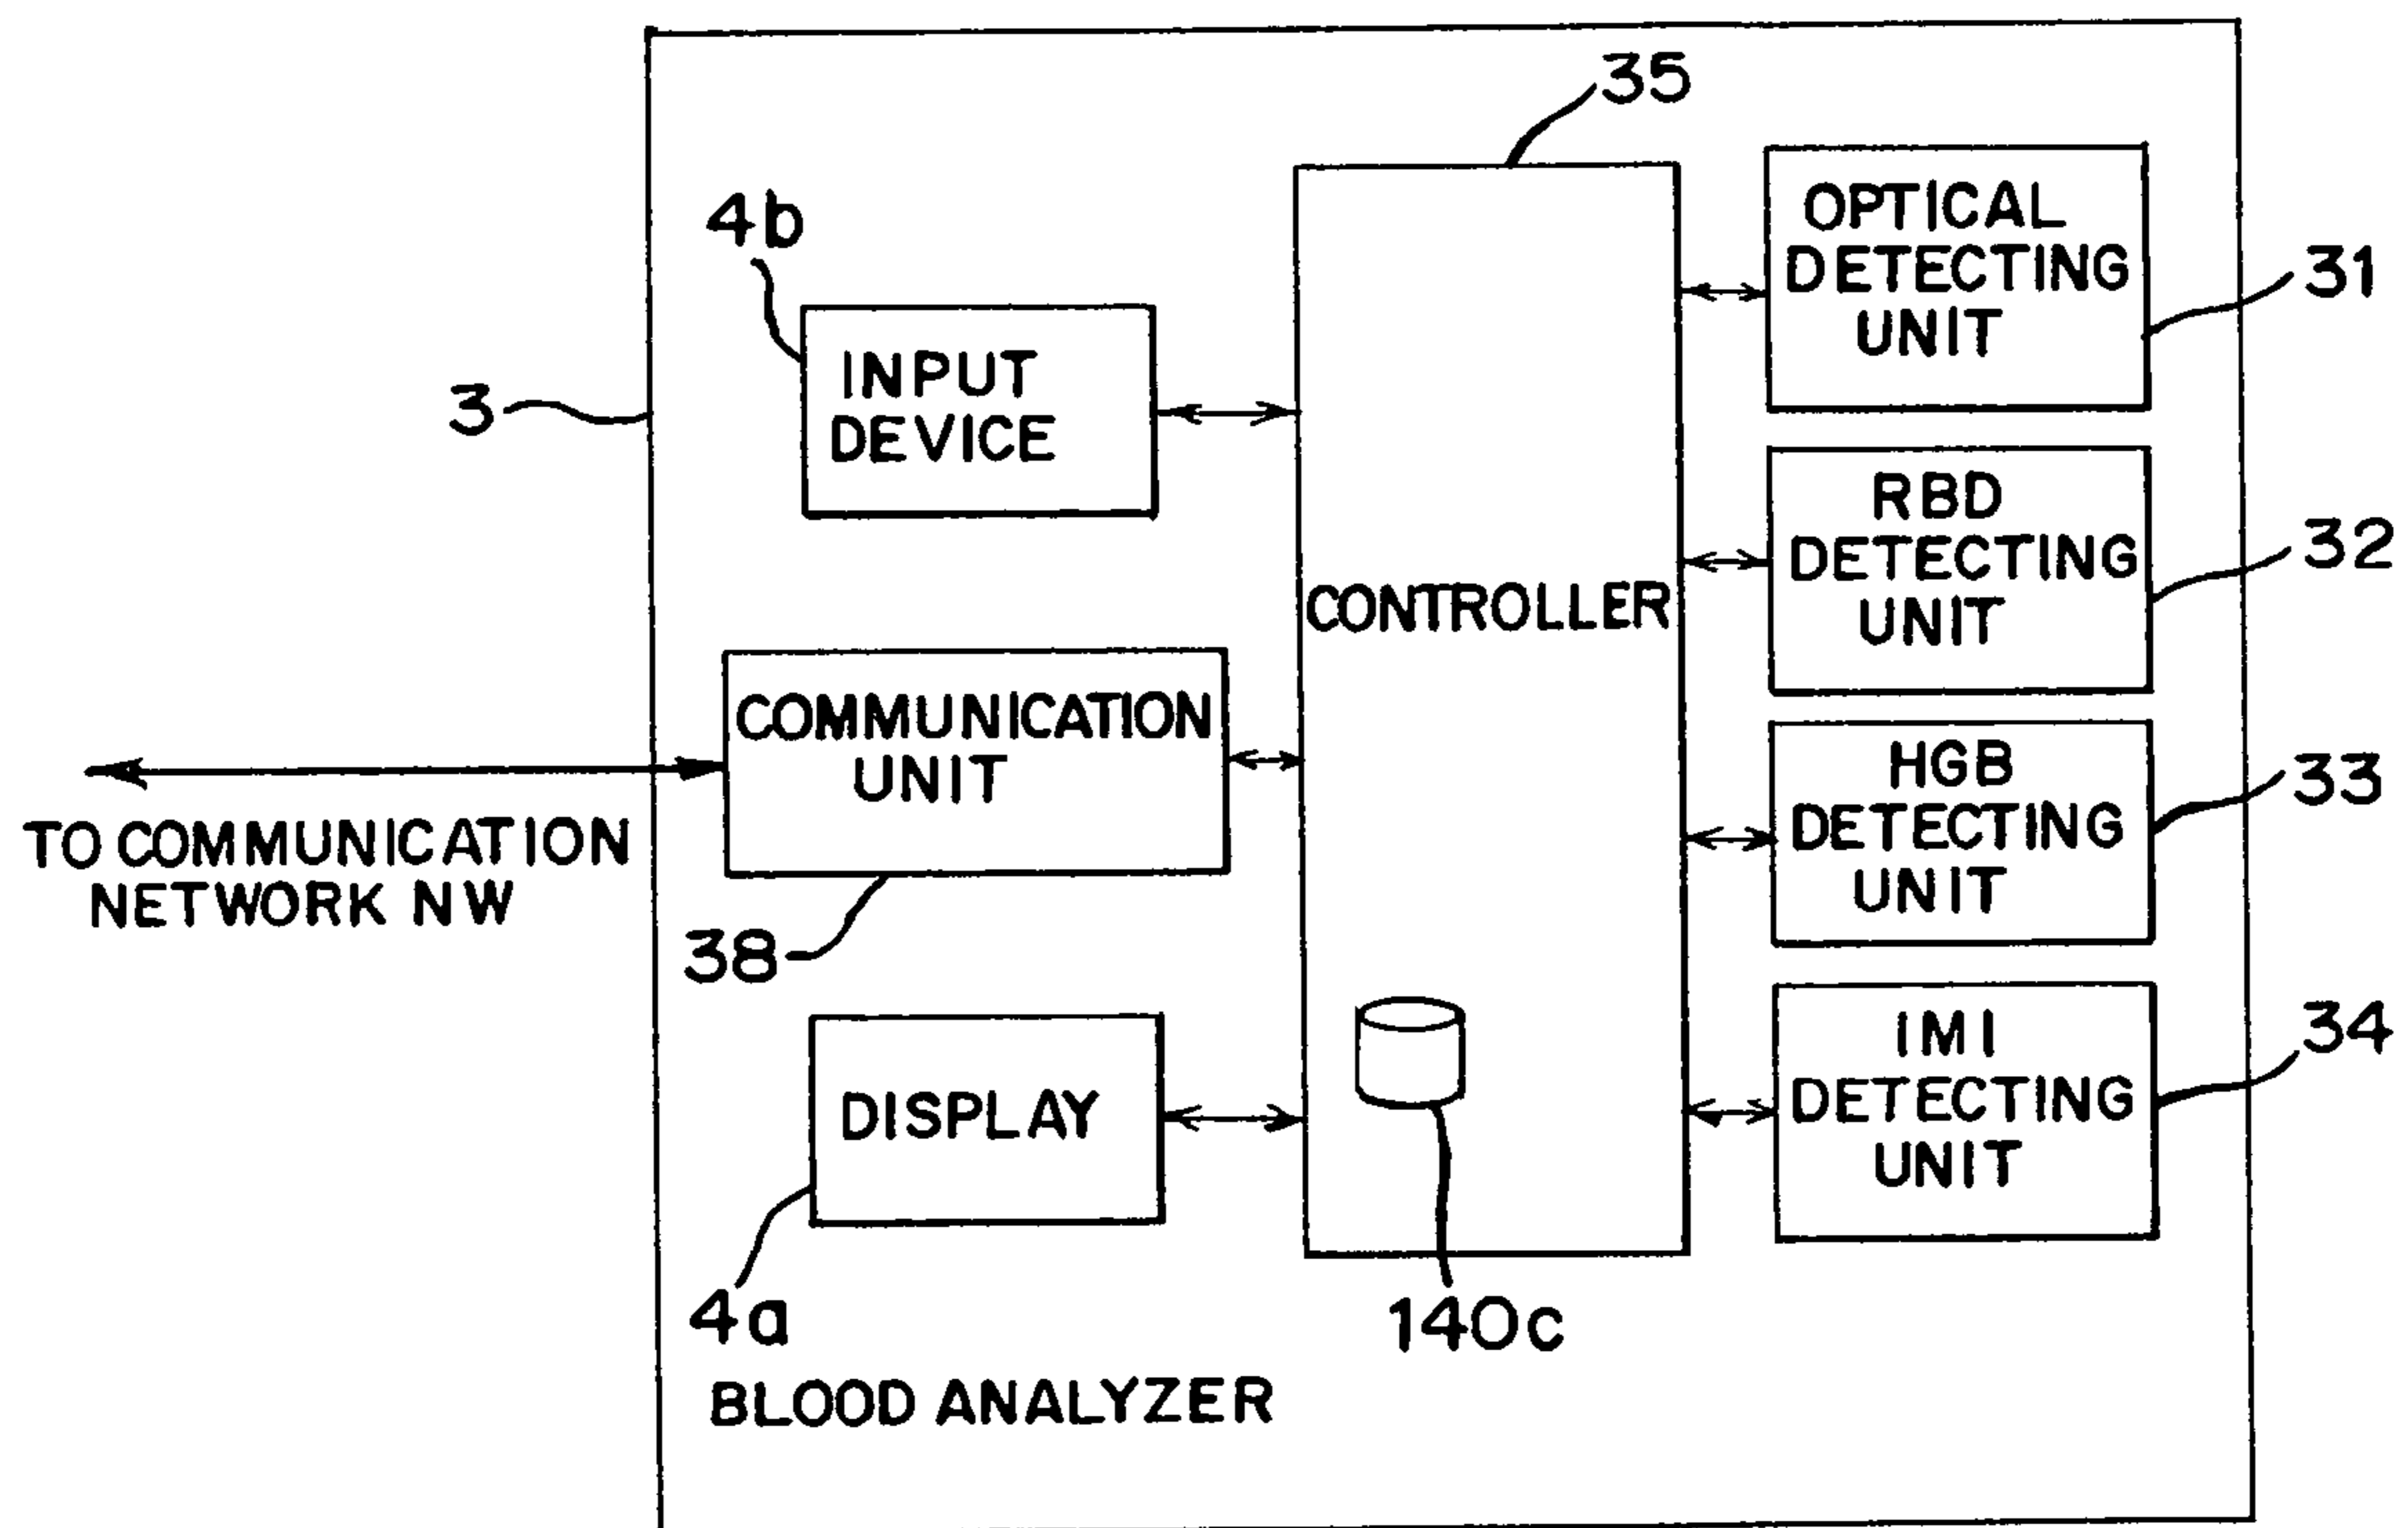 35
4b
OPTICAL
DETECTING
UNIT
31
INPUT
DEVICE
3
RBD
DETECTING
UNIT
32
CONTROLLER
COMMUNICATION
UNIT
HGB
DETECTING
UNIT
33
TO COMMUNICATION
NETWORK NW
38
IMI
DETECTING
UNIT
34
DISPLAY
4a
140c
BLOOD ANALYZER